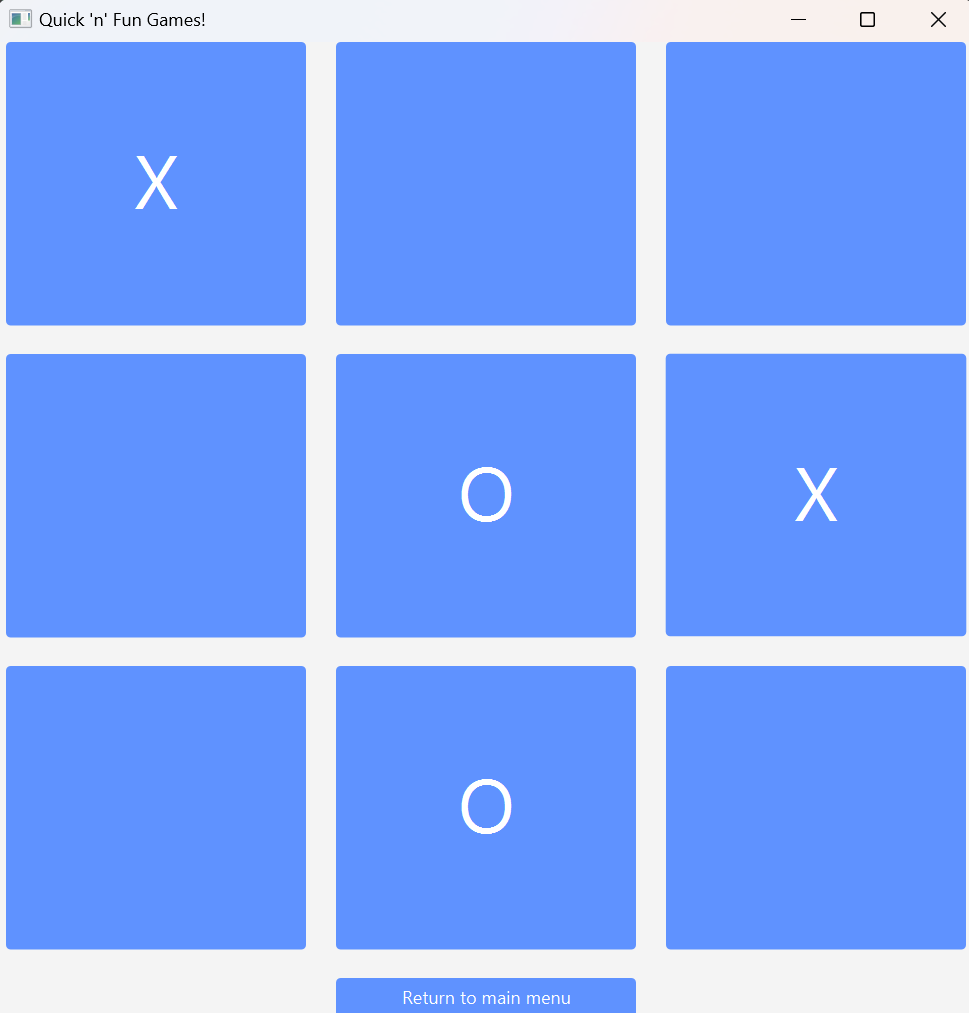 Quick 'n' Fun Games!
X
O X
O
Return to main menu